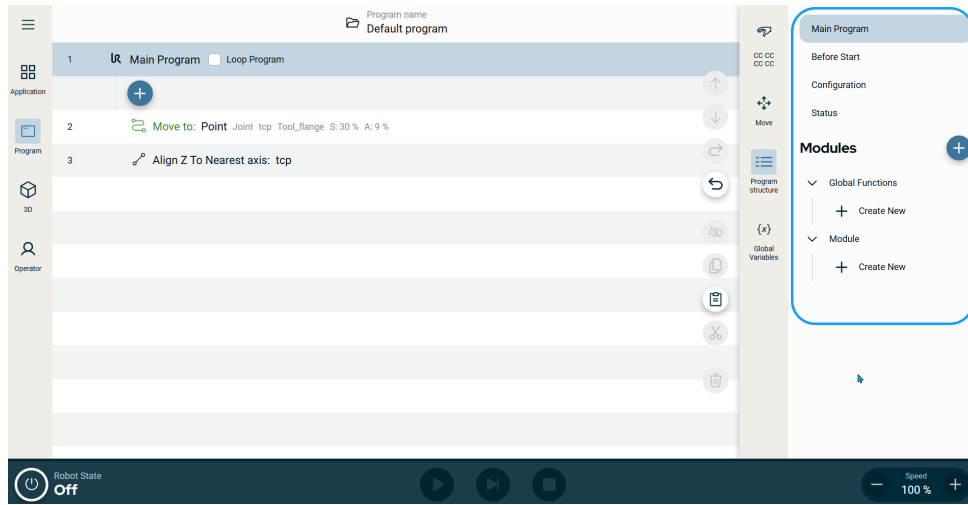 Program name
Default program
Application
Program
3D
Operator
1 UR Main Program Loop Program
2 Move to: Point Joint tcp Tool_flange S: 30 % A: 9 %
3 Align Z To Nearest axis: tcp
CC CC
CC CC
Move
Program
structure
{x}
Global
Variables
Main Program
Before Start
Configuration
Status
Modules
Global Functions
Create New
Module
Create New
Robot State
Off
Speed
100 %